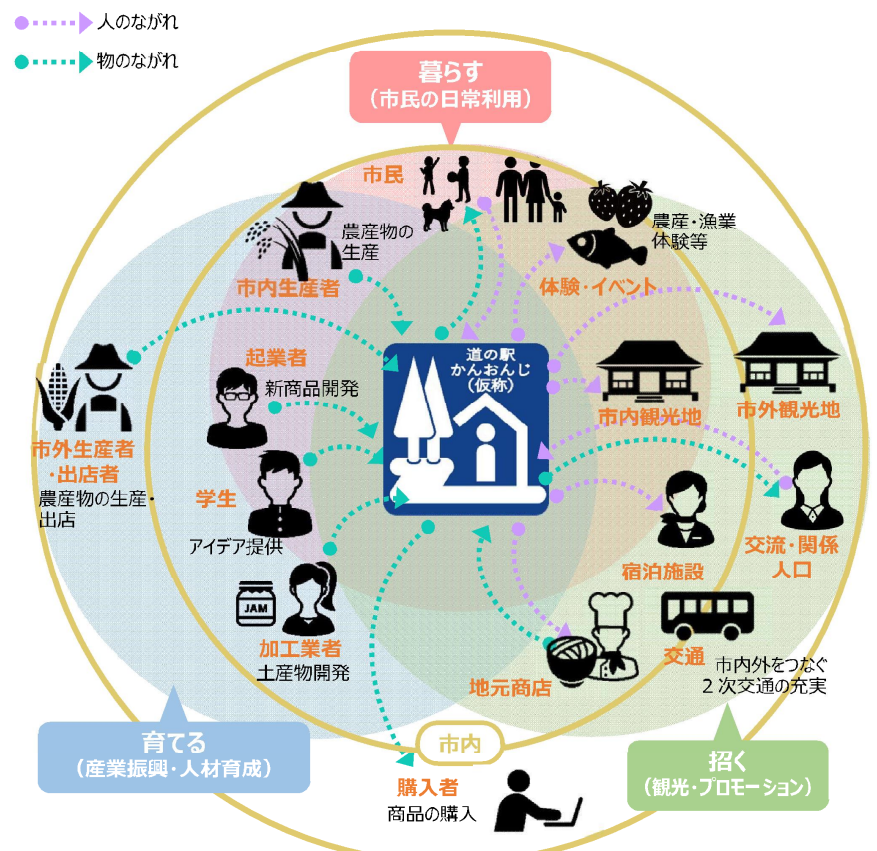 人のながれ
物のながれ
暮らす
（市民の日常利用）
市民
農産物の
生産
市内生産者
農産・漁業
体験等
体験・イベント
起業者
新商品開発
道の駅
かんおんじ
（仮称）
市内観光地
市外観光地
市外生産者
・出店者
農産物の生産・
出店
学生
アイデア提供
宿泊施設
交流・関係
人口
JAM
加工業者
土産物開発
地元商店
交通
市内外をつなぐ
２次交通の充実
育てる
（産業振興・人材育成）
市内
招く
（観光・プロモーション）
購入者
商品の購入